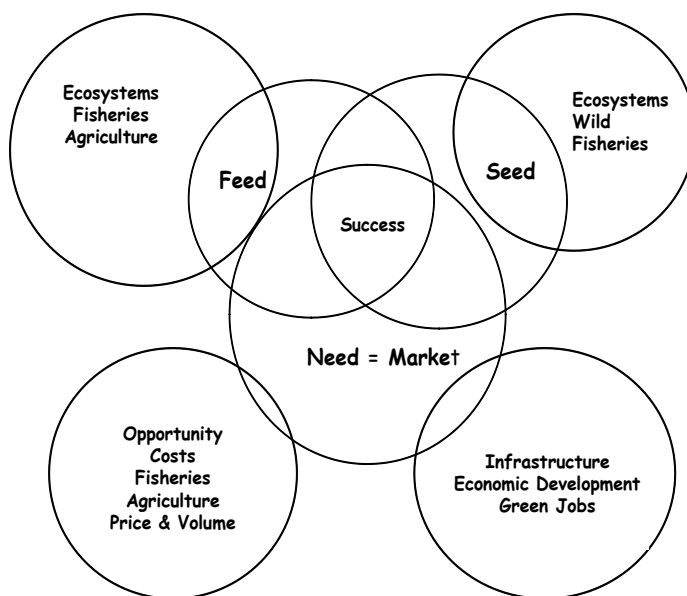 Ecosystems
Fisheries
Agriculture
Ecosystems
Wild
Fisheries
Feed
Seed
Success
Need = Market
Opportunity
Costs
Fisheries
Agriculture
Price & Volume
Infrastructure
Economic Development
Green Jobs